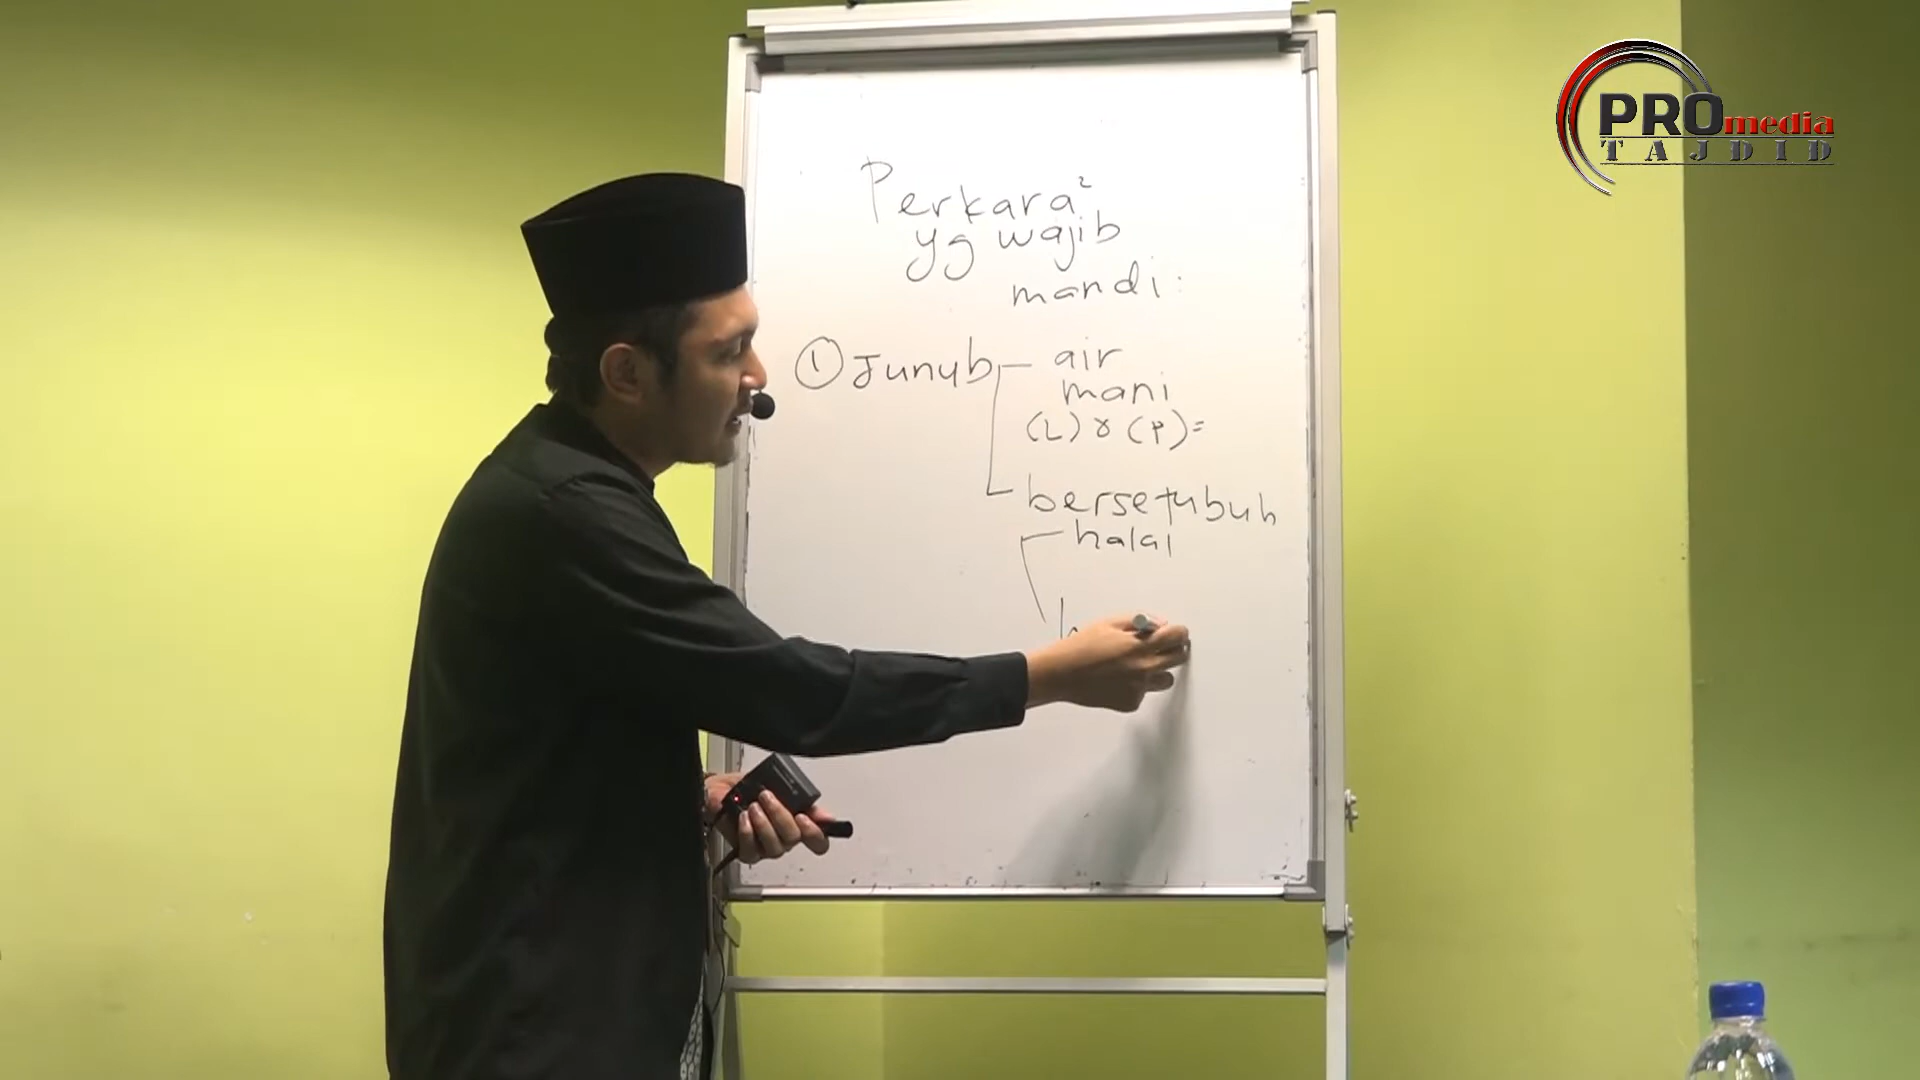 PROmedia
TAJDID
Perkara²
yg wajib
mandi :
① Junub air
mani
(L) & (P) =
bersetubuh
halal
h